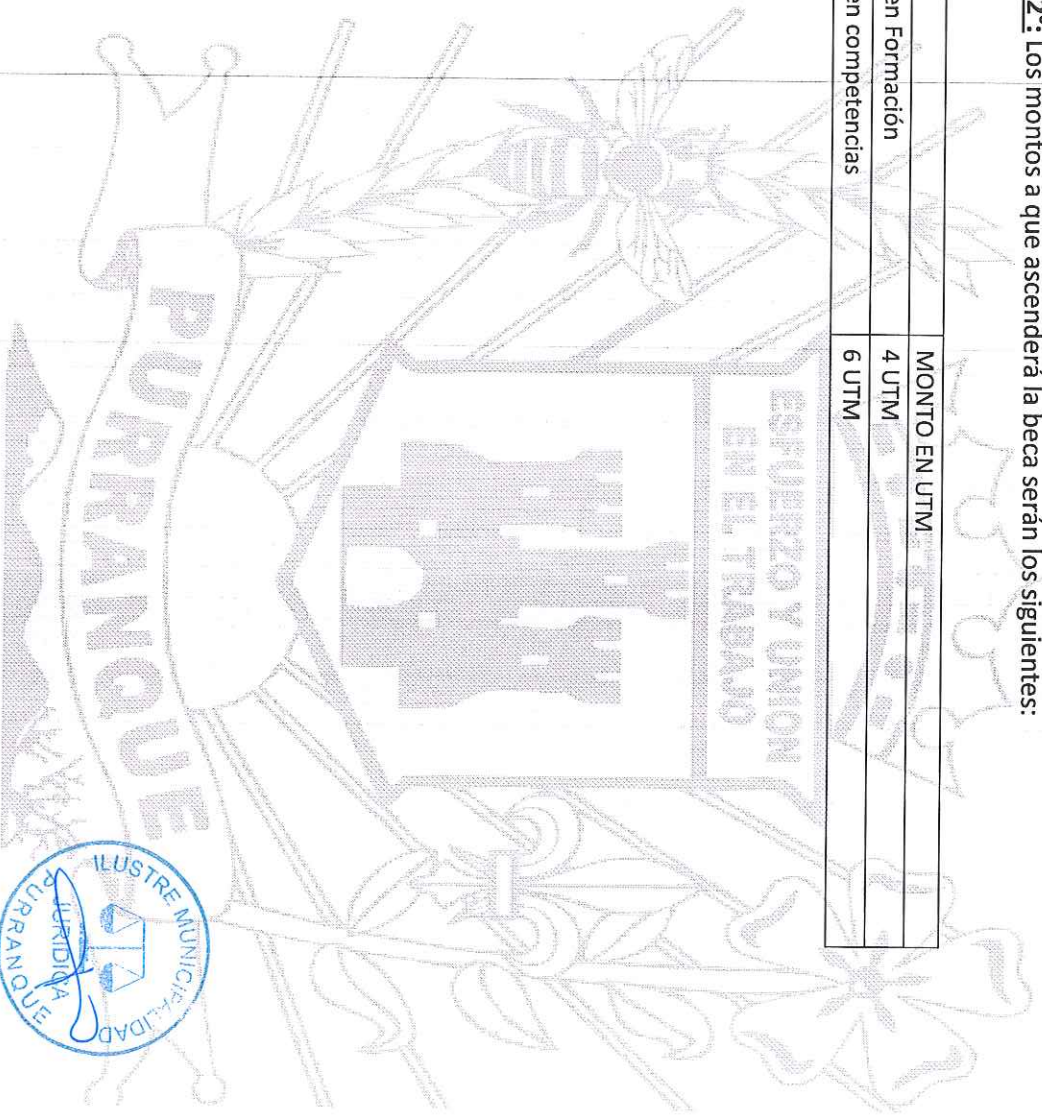 2°: Los montos a que ascenderá la beca serán los siguientes:
MONTO EN UTM
en Formación 4 UTM
en competencias 6 UTM
ESFUERZO Y UNION
EN EL TRABAJO
PURRANQUE
ILUSTRE MUNICIPALIDAD
JURIDICA
PURRANQUE